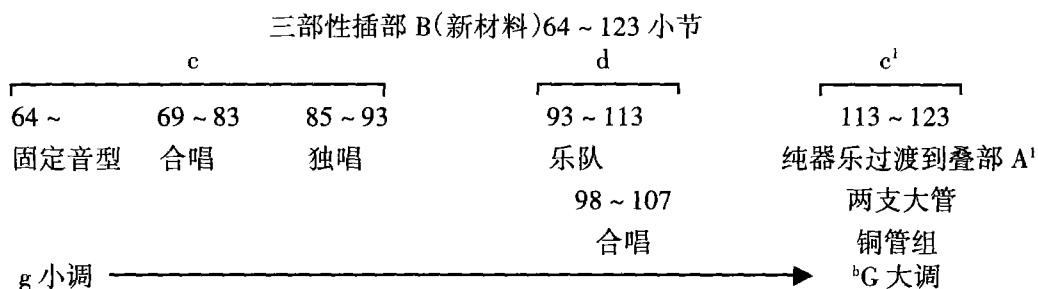 三部性插部 B(新材料)64 ~ 123 小节
c d c¹
64 ~ 69 ~ 83 85 ~ 93 93 ~ 113 113 ~ 123
固定音型 合唱 独唱 乐队 纯器乐过渡到叠部 A¹
98 ~ 107 两支大管
合唱 铜管组
g 小调 ᵇG 大调